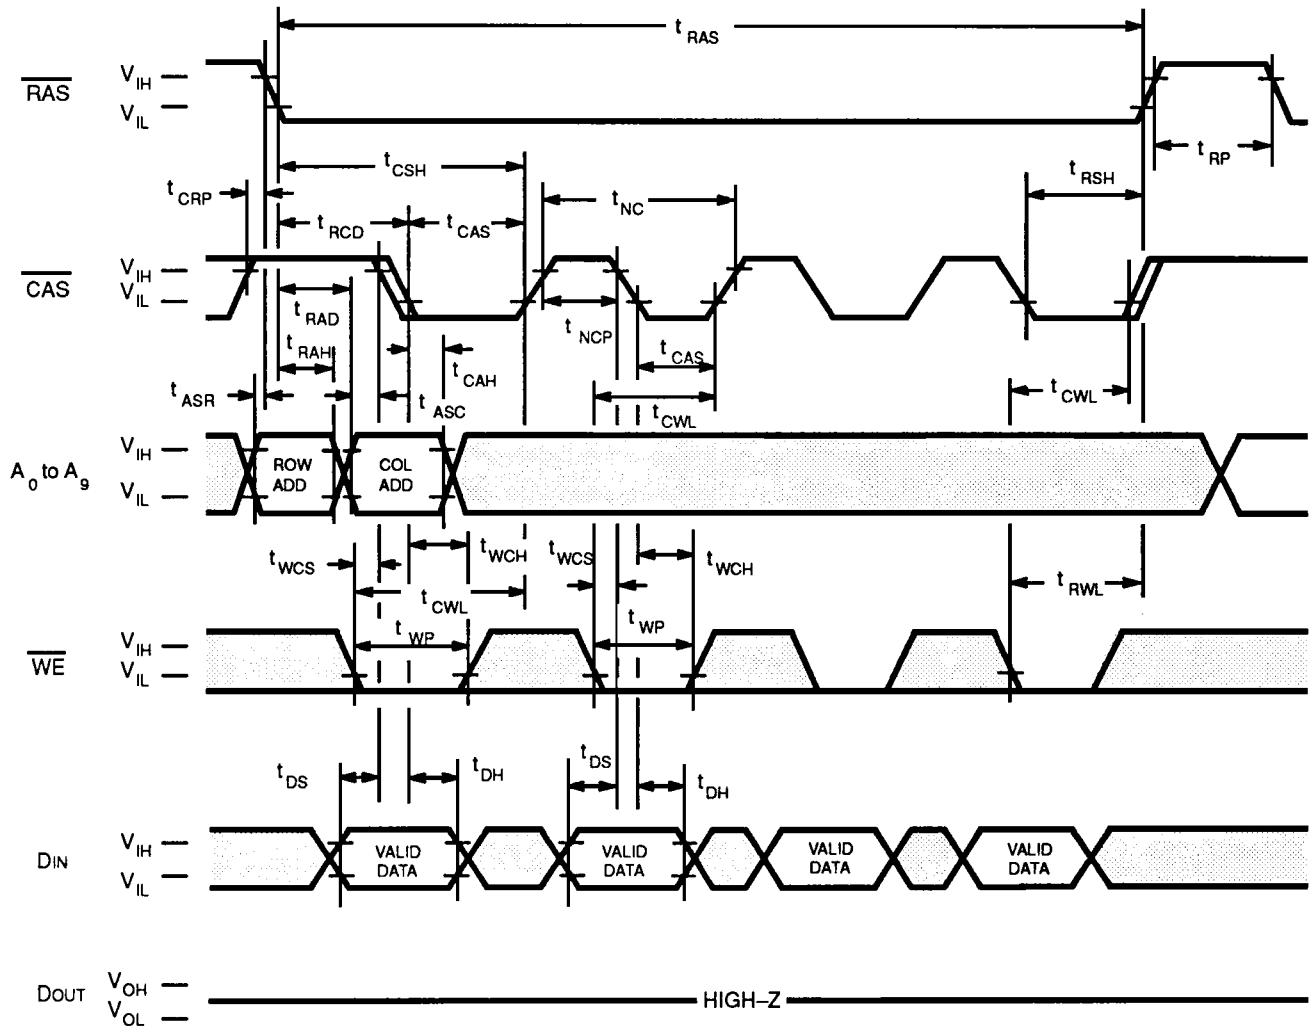 t RAS
RAS
V IH
V IL
t RP
t CSH
t RSH
t CRP
t NC
t RCD
t CAS
CAS
V IH
V IL
t RAD
t NCP
t RAH
t CAS
t CAH
t ASR
t ASC
t CWL
t CWL
A 0 to A 9
V IH
V IL
ROW ADD
COL ADD
t WCS
t WCH
t WCS
t WCH
t CWL
t RWL
t WP
t WP
WE
V IH
V IL
t DS
t DH
t DS
t DH
DIN
V IH
V IL
VALID DATA
VALID DATA
VALID DATA
VALID DATA
DOUT
V OH
V OL
HIGH–Z